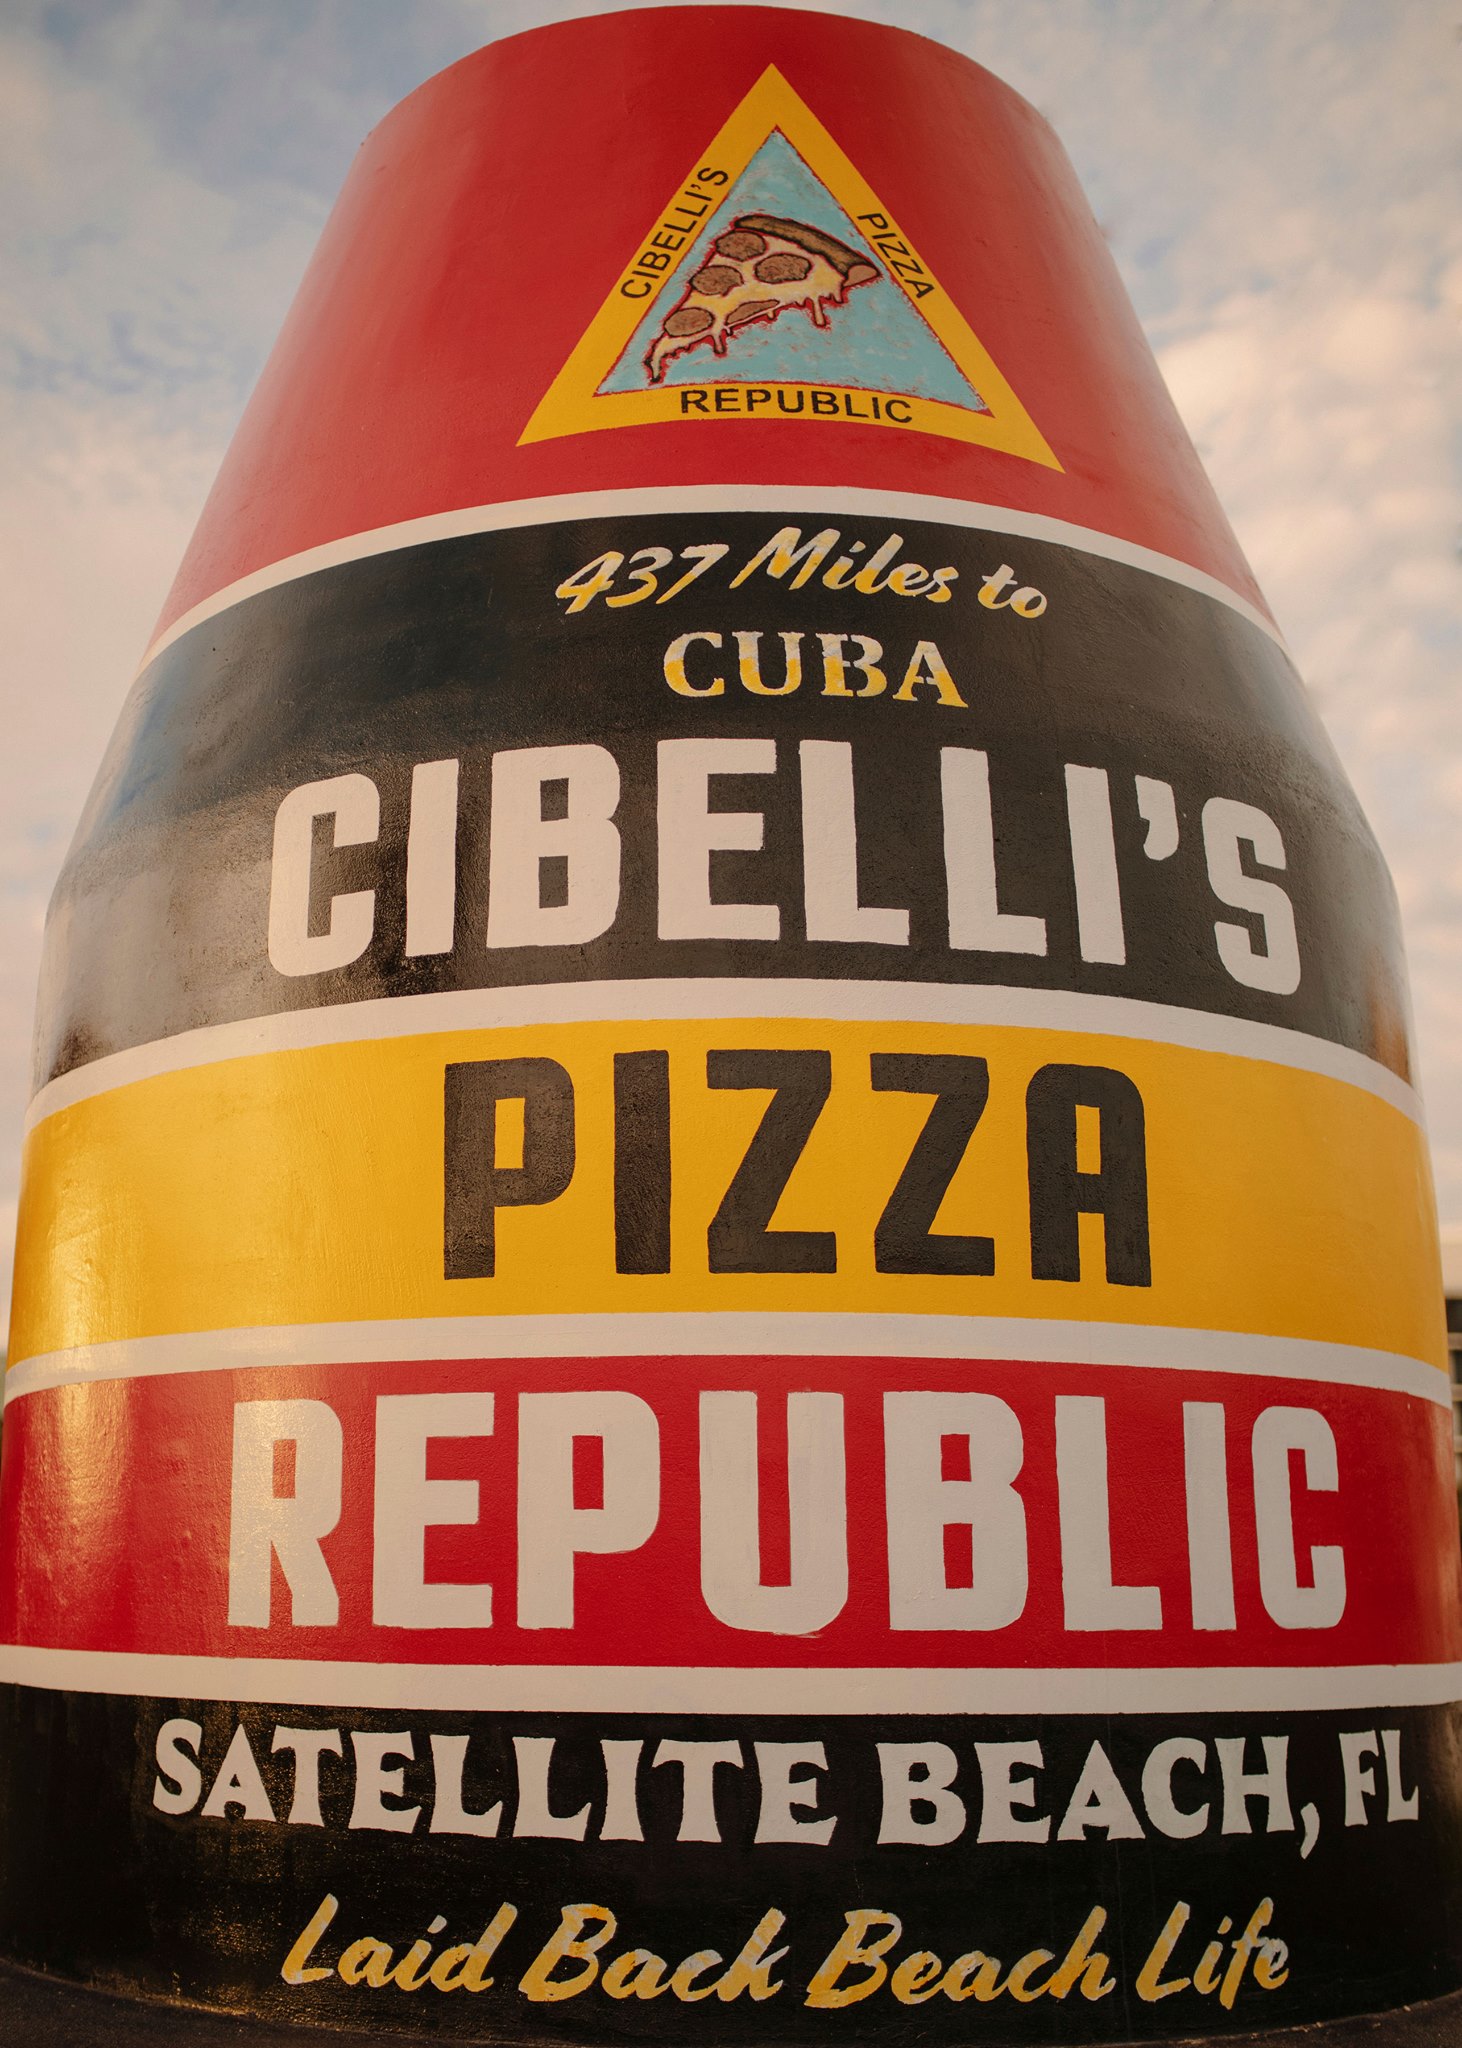 CIBELLI'S
PIZZA
REPUBLIC
437 Miles to
CUBA
CIBELLI'S
PIZZA
REPUBLIC
SATELLITE BEACH, FL
Laid Back Beach Life